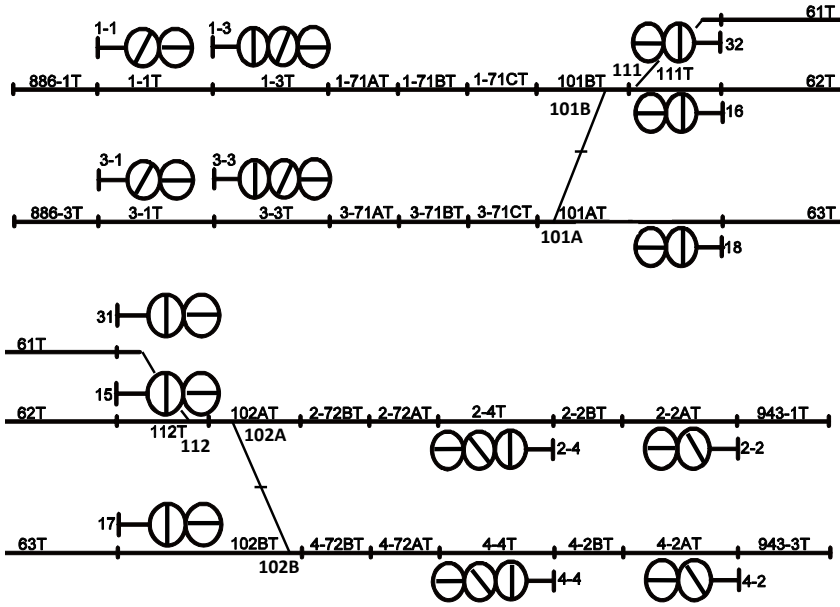 61T
1-1 1-3
32
886-1T 1-1T 1-3T 1-71AT 1-71BT 1-71CT 101BT 111 111T 62T
101B 16
3-1 3-3
886-3T 3-1T 3-3T 3-71AT 3-71BT 3-71CT 101AT 63T
101A 18
31
61T
15
62T 112T 112 102AT 102A 2-72BT 2-72AT 2-4T 2-2BT 2-2AT 943-1T
2-4 2-2
17
63T 102BT 102B 4-72BT 4-72AT 4-4T 4-2BT 4-2AT 943-3T
4-4 4-2